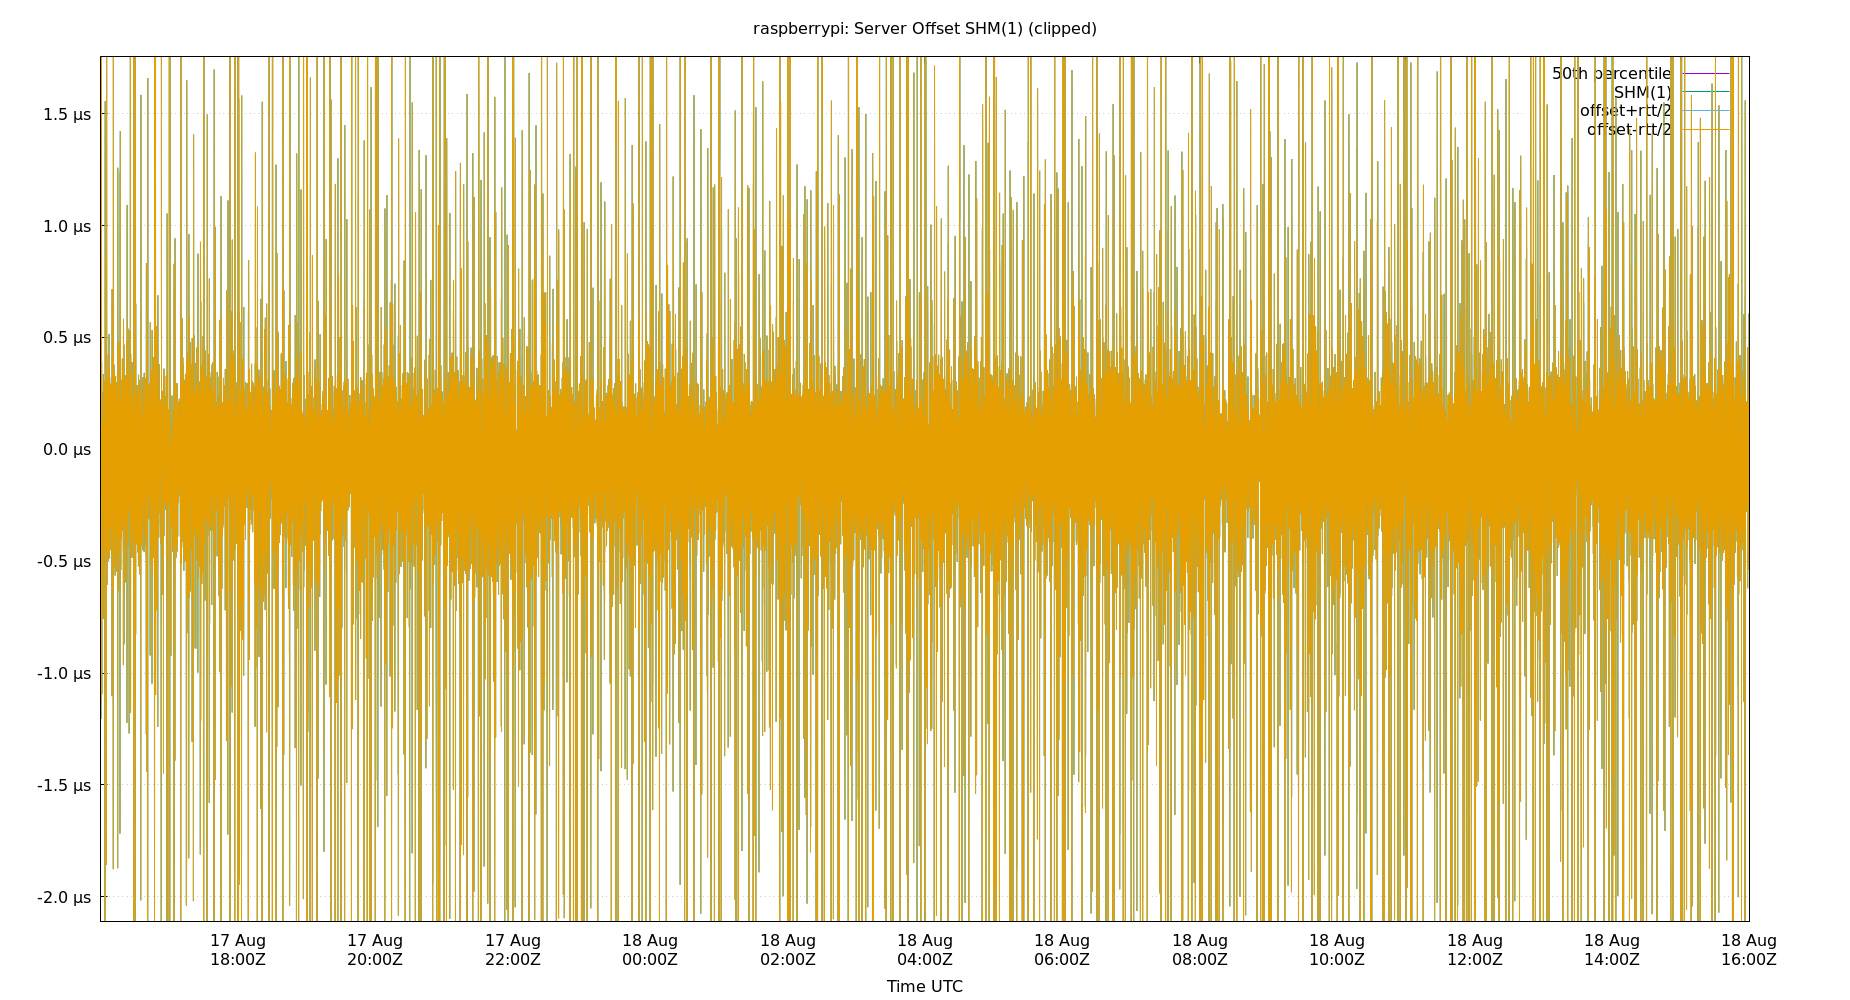 raspberrypi: Server Offset SHM(1) (clipped)
50th percentile
SHM(1)
offset+rtt/2
offset-rtt/2
1.5 µs
1.0 µs
0.5 µs
0.0 µs
-0.5 µs
-1.0 µs
-1.5 µs
-2.0 µs
17 Aug 17 Aug 17 Aug 18 Aug 18 Aug 18 Aug 18 Aug 18 Aug 18 Aug 18 Aug 18 Aug 18 Aug
18:00Z 20:00Z 22:00Z 00:00Z 02:00Z 04:00Z 06:00Z 08:00Z 10:00Z 12:00Z 14:00Z 16:00Z
Time UTC